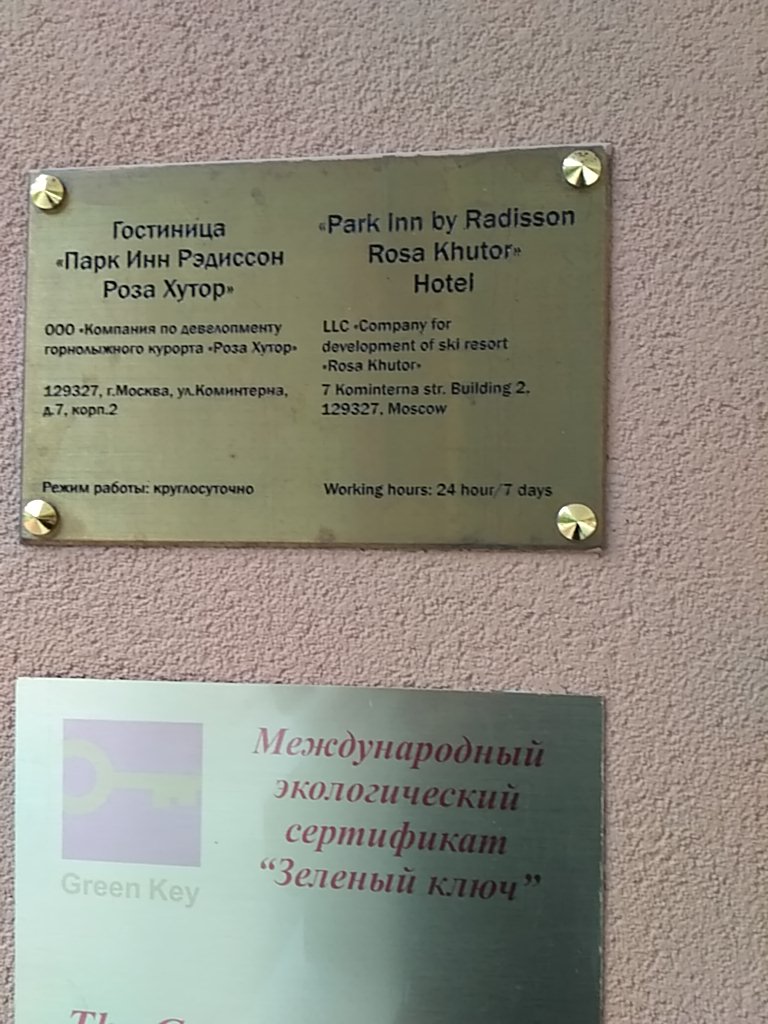 Гостиница
«Парк Инн Рэдиссон
Роза Хутор»
ООО «Компания по девелопменту
горнолыжного курорта «Роза Хутор»
129327, г.Москва, ул.Коминтерна,
д.7, корп.2
Режим работы: круглосуточно
«Park Inn by Radisson
Rosa Khutor»
Hotel
LLC «Company for
development of ski resort
«Rosa Khutor»
7 Kominterna str. Building 2,
129327, Moscow
Working hours: 24 hour/7 days
Green Key
Международный
экологический
сертификат
“Зеленый ключ”
The